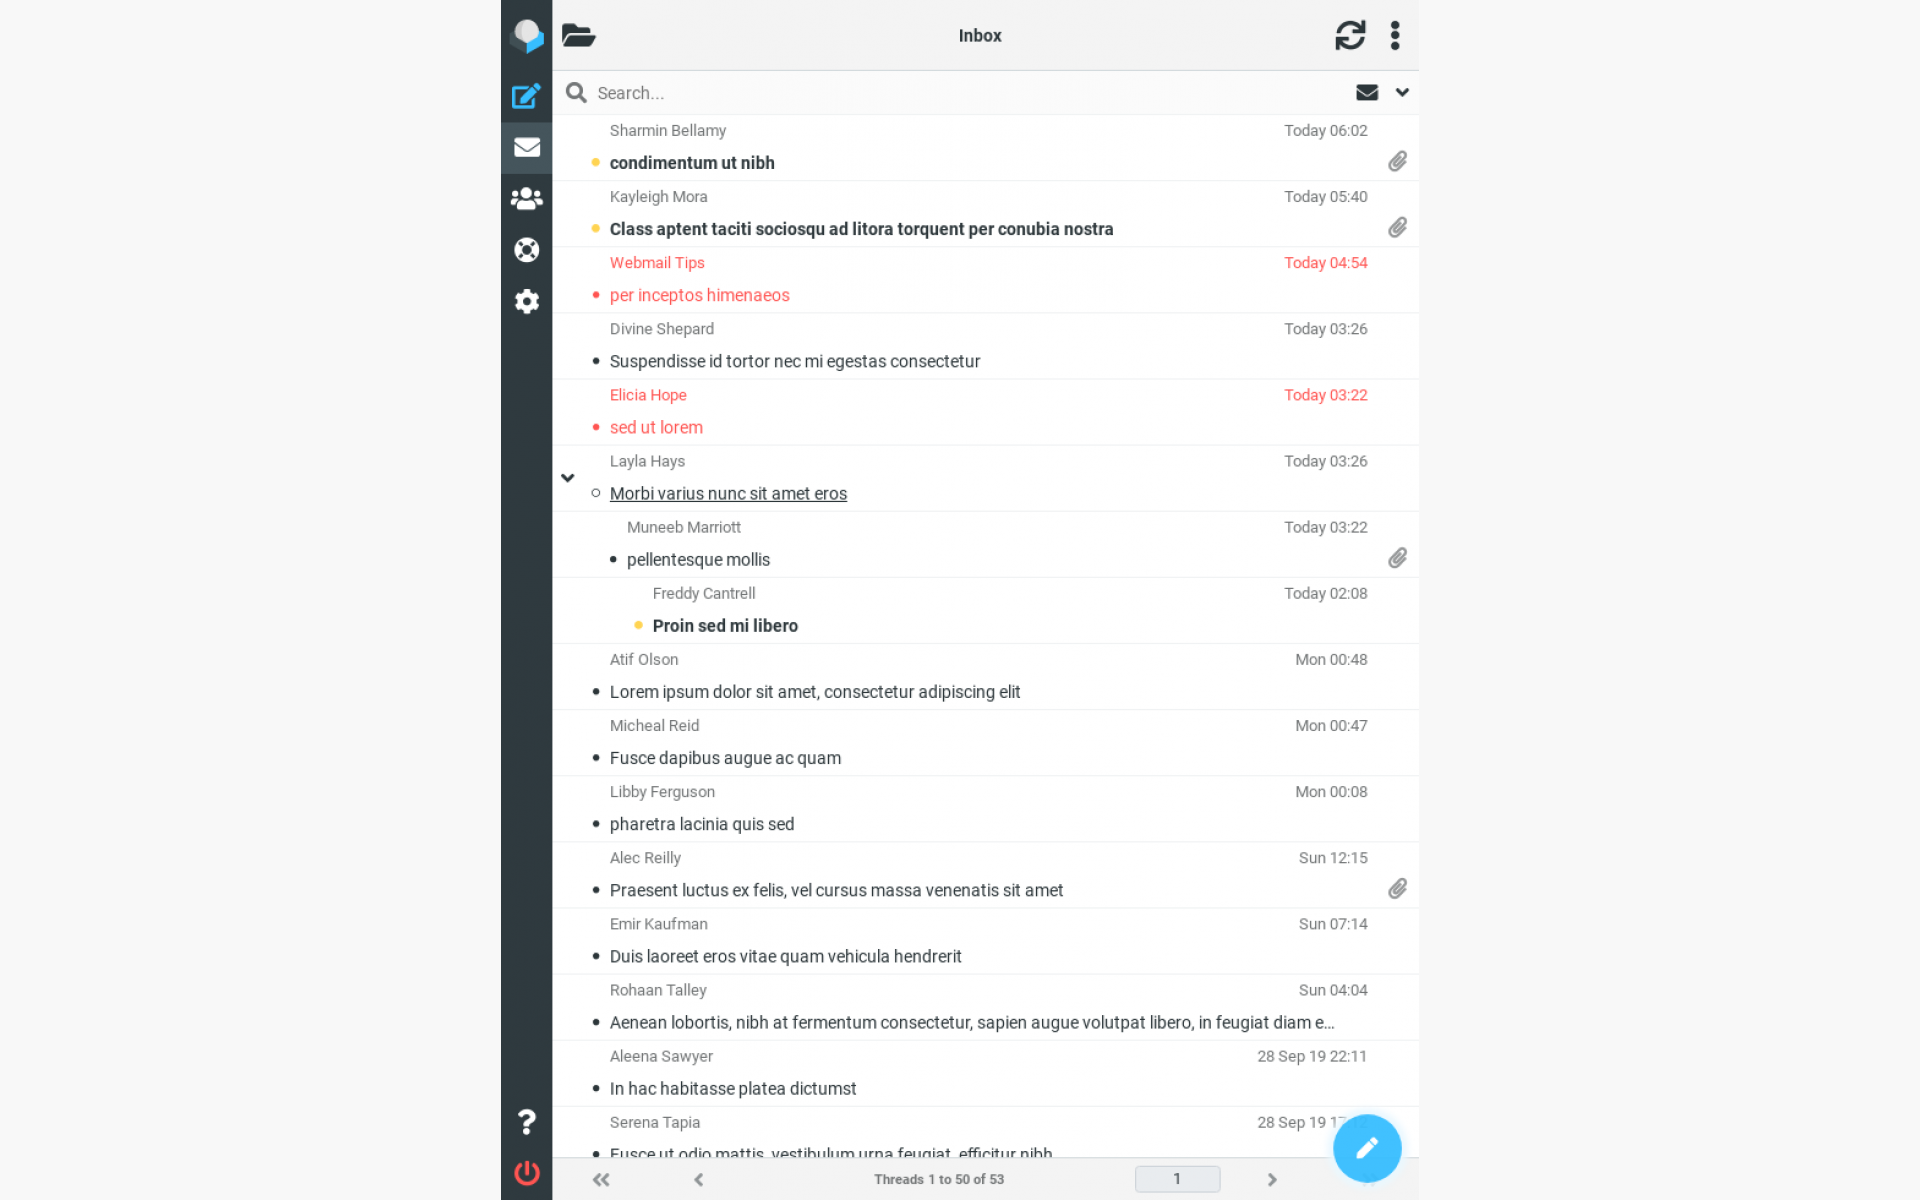 Inbox
Search...
Sharmin Bellamy Today 06:02
condimentum ut nibh
Kayleigh Mora Today 05:40
Class aptent taciti sociosqu ad litora torquent per conubia nostra
Webmail Tips Today 04:54
per inceptos himenaeos
Divine Shepard Today 03:26
Suspendisse id tortor nec mi egestas consectetur
Elicia Hope Today 03:22
sed ut lorem
Layla Hays Today 03:26
Morbi varius nunc sit amet eros
Muneeb Marriott Today 03:22
pellentesque mollis
Freddy Cantrell Today 02:08
Proin sed mi libero
Atif Olson Mon 00:48
Lorem ipsum dolor sit amet, consectetur adipiscing elit
Micheal Reid Mon 00:47
Fusce dapibus augue ac quam
Libby Ferguson Mon 00:08
pharetra lacinia quis sed
Alec Reilly Sun 12:15
Praesent luctus ex felis, vel cursus massa venenatis sit amet
Emir Kaufman Sun 07:14
Duis laoreet eros vitae quam vehicula hendrerit
Rohaan Talley Sun 04:04
Aenean lobortis, nibh at fermentum consectetur, sapien augue volutpat libero, in feugiat diam e...
Aleena Sawyer 28 Sep 19 22:11
In hac habitasse platea dictumst
Serena Tapia 28 Sep 19
Fusce ut odio mattis, vestibulum urna feugiat, efficitur nibh
Threads 1 to 50 of 53
1